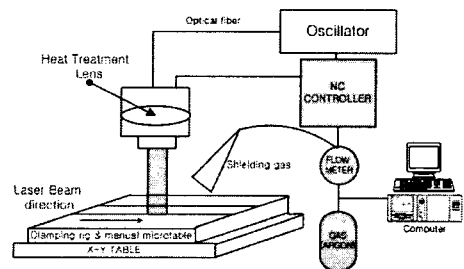 Optical fiber
Oscillator
Heat Treatment
Lens
NC
CONTROLLER
Shielding gas
FLOW
METER
Laser Beam
direction
Clamping rig & manual microtable
X-Y TABLE
GAS
(ARGON)
Computer